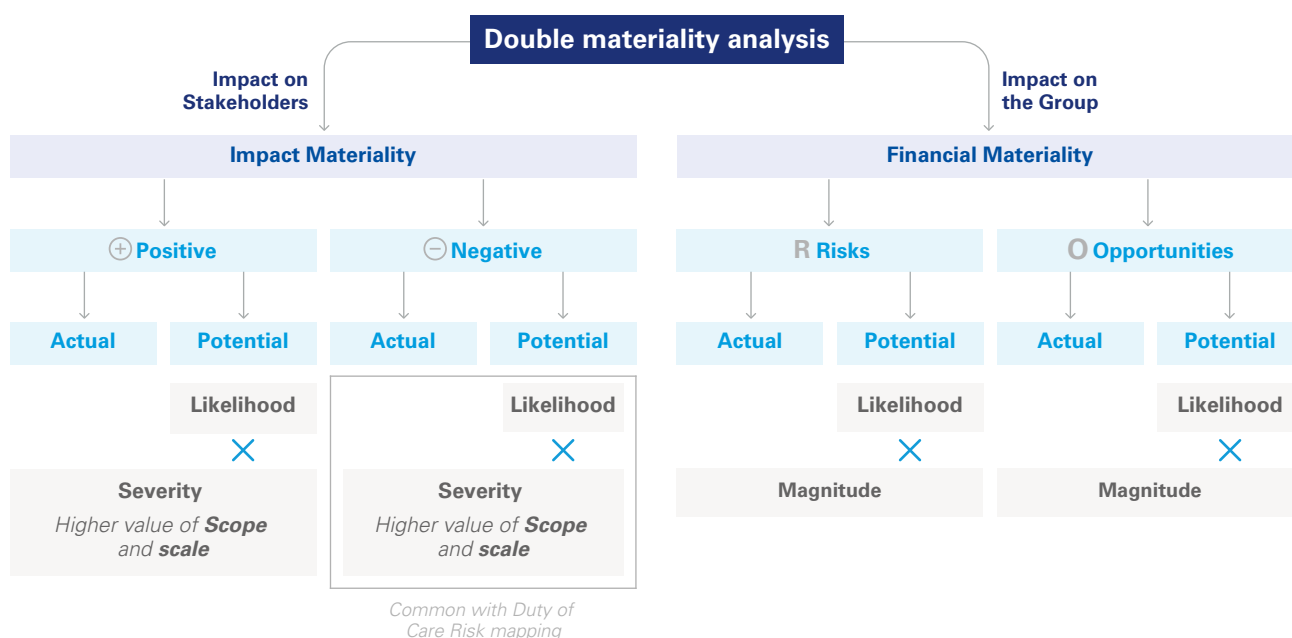 Double materiality analysis
Impact on
Stakeholders
Impact on
the Group
Impact Materiality
Financial Materiality
+ Positive
− Negative
R Risks
O Opportunities
Actual
Potential
Actual
Potential
Actual
Potential
Actual
Potential
Likelihood
Likelihood
Likelihood
Likelihood
Severity
Higher value of Scope
and scale
Severity
Higher value of Scope
and scale
Magnitude
Magnitude
Common with Duty of
Care Risk mapping